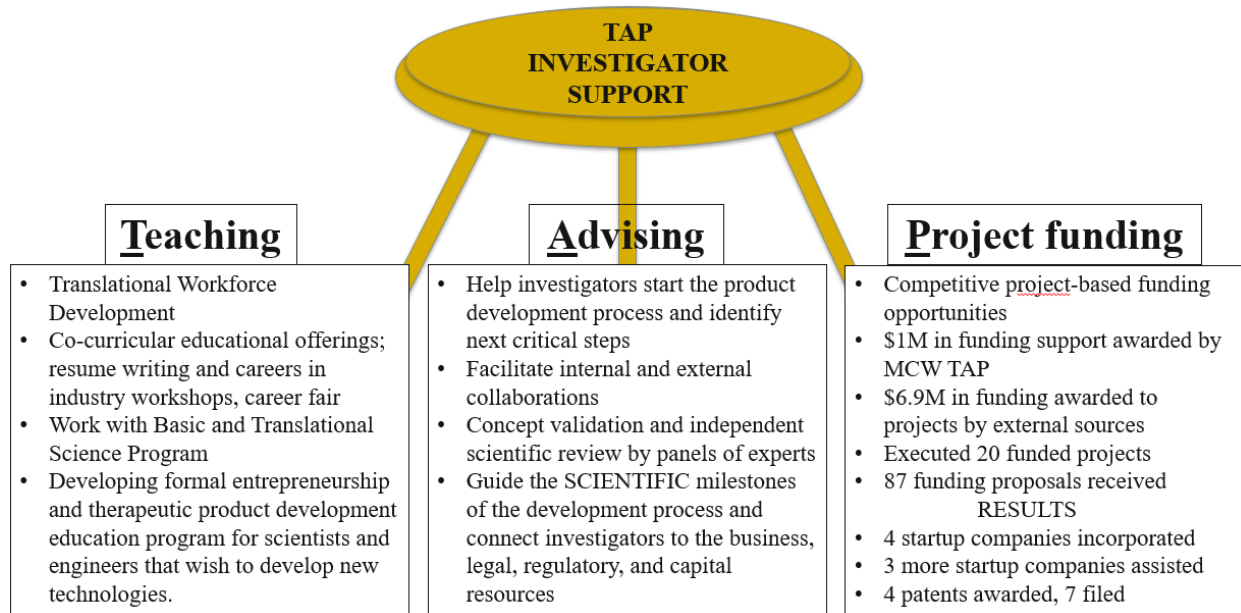 TAP
INVESTIGATOR
SUPPORT
Teaching
• Translational Workforce
Development
• Co-curricular educational offerings;
resume writing and careers in
industry workshops, career fair
• Work with Basic and Translational
Science Program
• Developing formal entrepreneurship
and therapeutic product development
education program for scientists and
engineers that wish to develop new
technologies.
Advising
• Help investigators start the product
development process and identify
next critical steps
• Facilitate internal and external
collaborations
• Concept validation and independent
scientific review by panels of experts
• Guide the SCIENTIFIC milestones
of the development process and
connect investigators to the business,
legal, regulatory, and capital
resources
Project funding
• Competitive project-based funding
opportunities
• $1M in funding support awarded by
MCW TAP
• $6.9M in funding awarded to
projects by external sources
• Executed 20 funded projects
• 87 funding proposals received
RESULTS
• 4 startup companies incorporated
• 3 more startup companies assisted
• 4 patents awarded, 7 filed